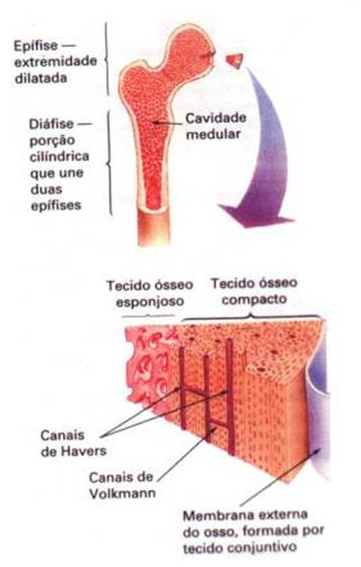 Epífise —
extremidade
dilatada
Diáfise —
porção
cilíndrica
que une
duas
epífises
Cavidade
medular
Tecido ósseo
esponjoso
Tecido ósseo
compacto
Canais
de Havers
Canais de
Volkmann
Membrana externa
do osso, formada por
tecido conjuntivo